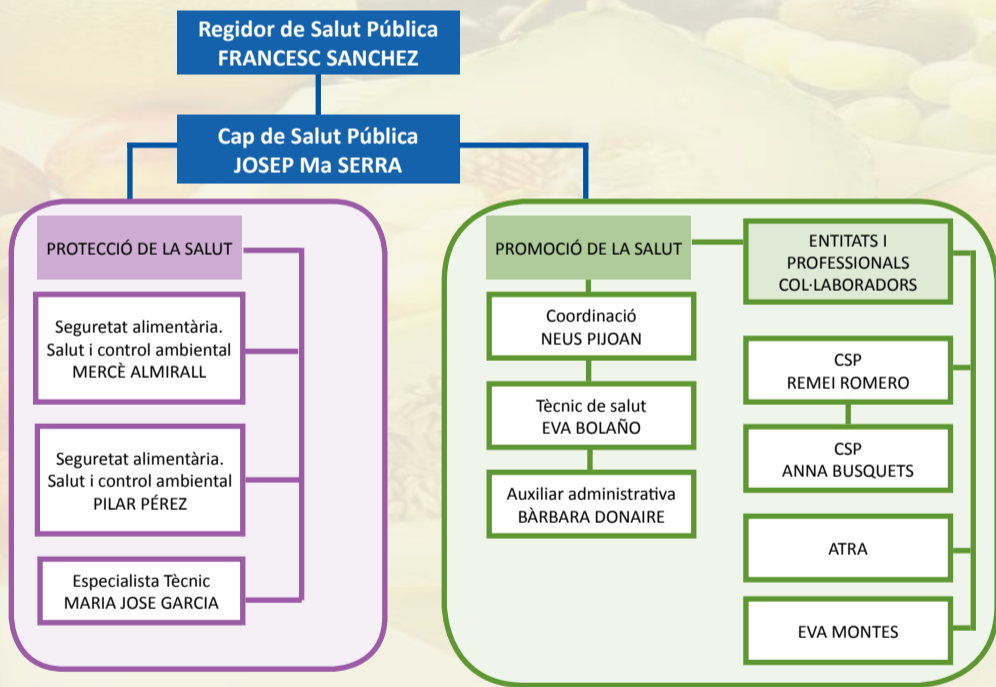 Regidor de Salut Pública
FRANCESC SANCHEZ
Cap de Salut Pública
JOSEP Ma SERRA
PROTECCIÓ DE LA SALUT
Seguretat alimentària.
Salut i control ambiental
MERCÈ ALMIRALL
Seguretat alimentària.
Salut i control ambiental
PILAR PÉREZ
Especialista Tècnic
MARIA JOSE GARCIA
PROMOCIÓ DE LA SALUT
Coordinació
NEUS PIJOAN
Tècnic de salut
EVA BOLAÑO
Auxiliar administrativa
BÀRBARA DONAIRE
ENTITATS I
PROFESSIONALS
COL·LABORADORS
CSP
REMEI ROMERO
CSP
ANNA BUSQUETS
ATRA
EVA MONTES